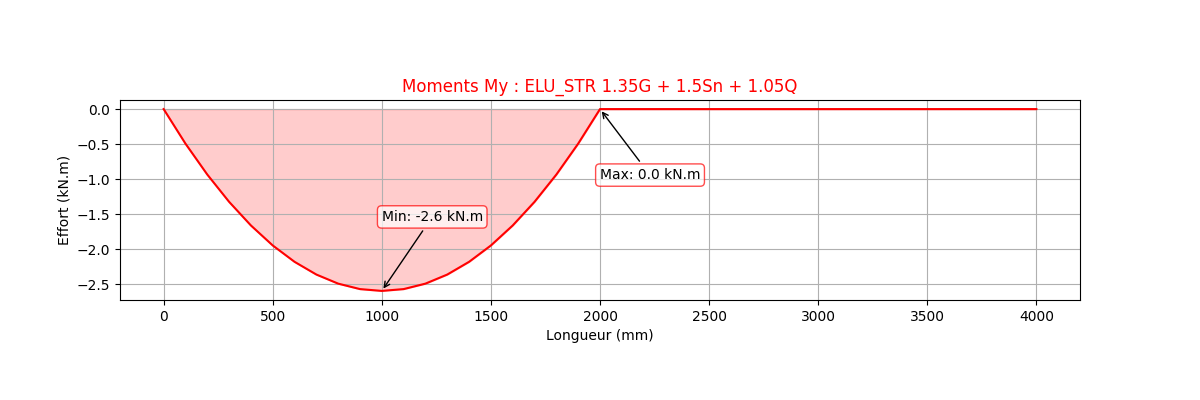 Moments My : ELU_STR 1.35G + 1.5Sn + 1.05Q
Effort (kN.m)
0.0
−0.5
−1.0
−1.5
−2.0
−2.5
Max: 0.0 kN.m
Min: -2.6 kN.m
0 500 1000 1500 2000 2500 3000 3500 4000
Longueur (mm)